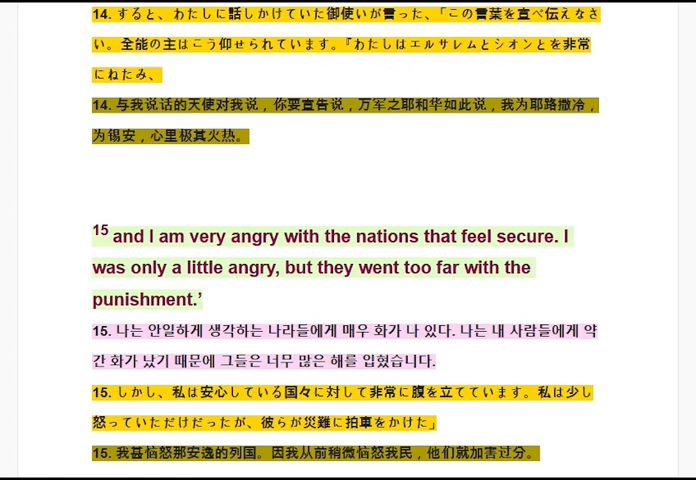 14. すると、わたしに話しかけていた御使いが言った、「この言葉を宣べ伝えなさ
い。全能の主はこう仰せられています。『わたしはエルサレムとシオンとを非常
にねたみ、
14. 与我说话的天使对我说，你要宣告说，万军之耶和华如此说，我为耶路撒冷，
为锡安，心里极其火热。
15 and I am very angry with the nations that feel secure. I
was only a little angry, but they went too far with the
punishment.’
15. 나는 안일하게 생각하는 나라들에게 매우 화가 나 있다. 나는 내 사람들에게 약
간 화가 났기 때문에 그들은 너무 많은 해를 입혔습니다.
15. しかし、私は安心している国々に対して非常に腹を立てています。私は少し
怒っていただけだったが、彼らが災難に拍車をかけた」
15. 我甚恼怒那安逸的列国。因我从前稍微恼怒我民，他们就加害过分。